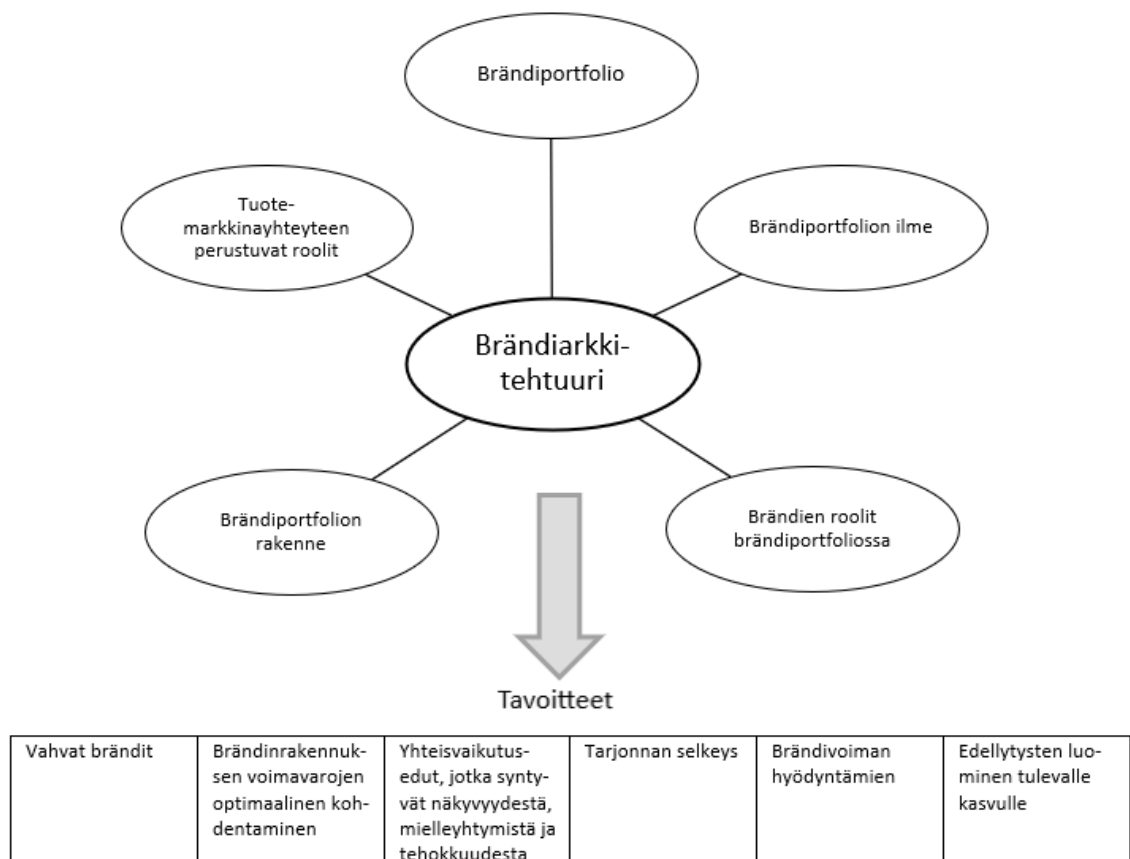 Brändiportfolio
Tuote-
markkinayhteyteen
perustuvat roolit
Brändiportfolion ilme
Brändiarkki-
tehtuuri
Brändiportfolion
rakenne
Brändien roolit
brändiportfoliossa
Tavoitteet
Vahvat brändit
Brändinrakennuk-
sen voimavarojen
optimaalinen koh-
dentaminen
Yhteisvaikutus-
edut, jotka synty-
vät näkyvyydestä,
mielleyhtymistä ja
tehokkuudesta
Tarjonnan selkeys
Brändivoiman
hyödyntämien
Edellytysten luo-
minen tulevalle
kasvulle